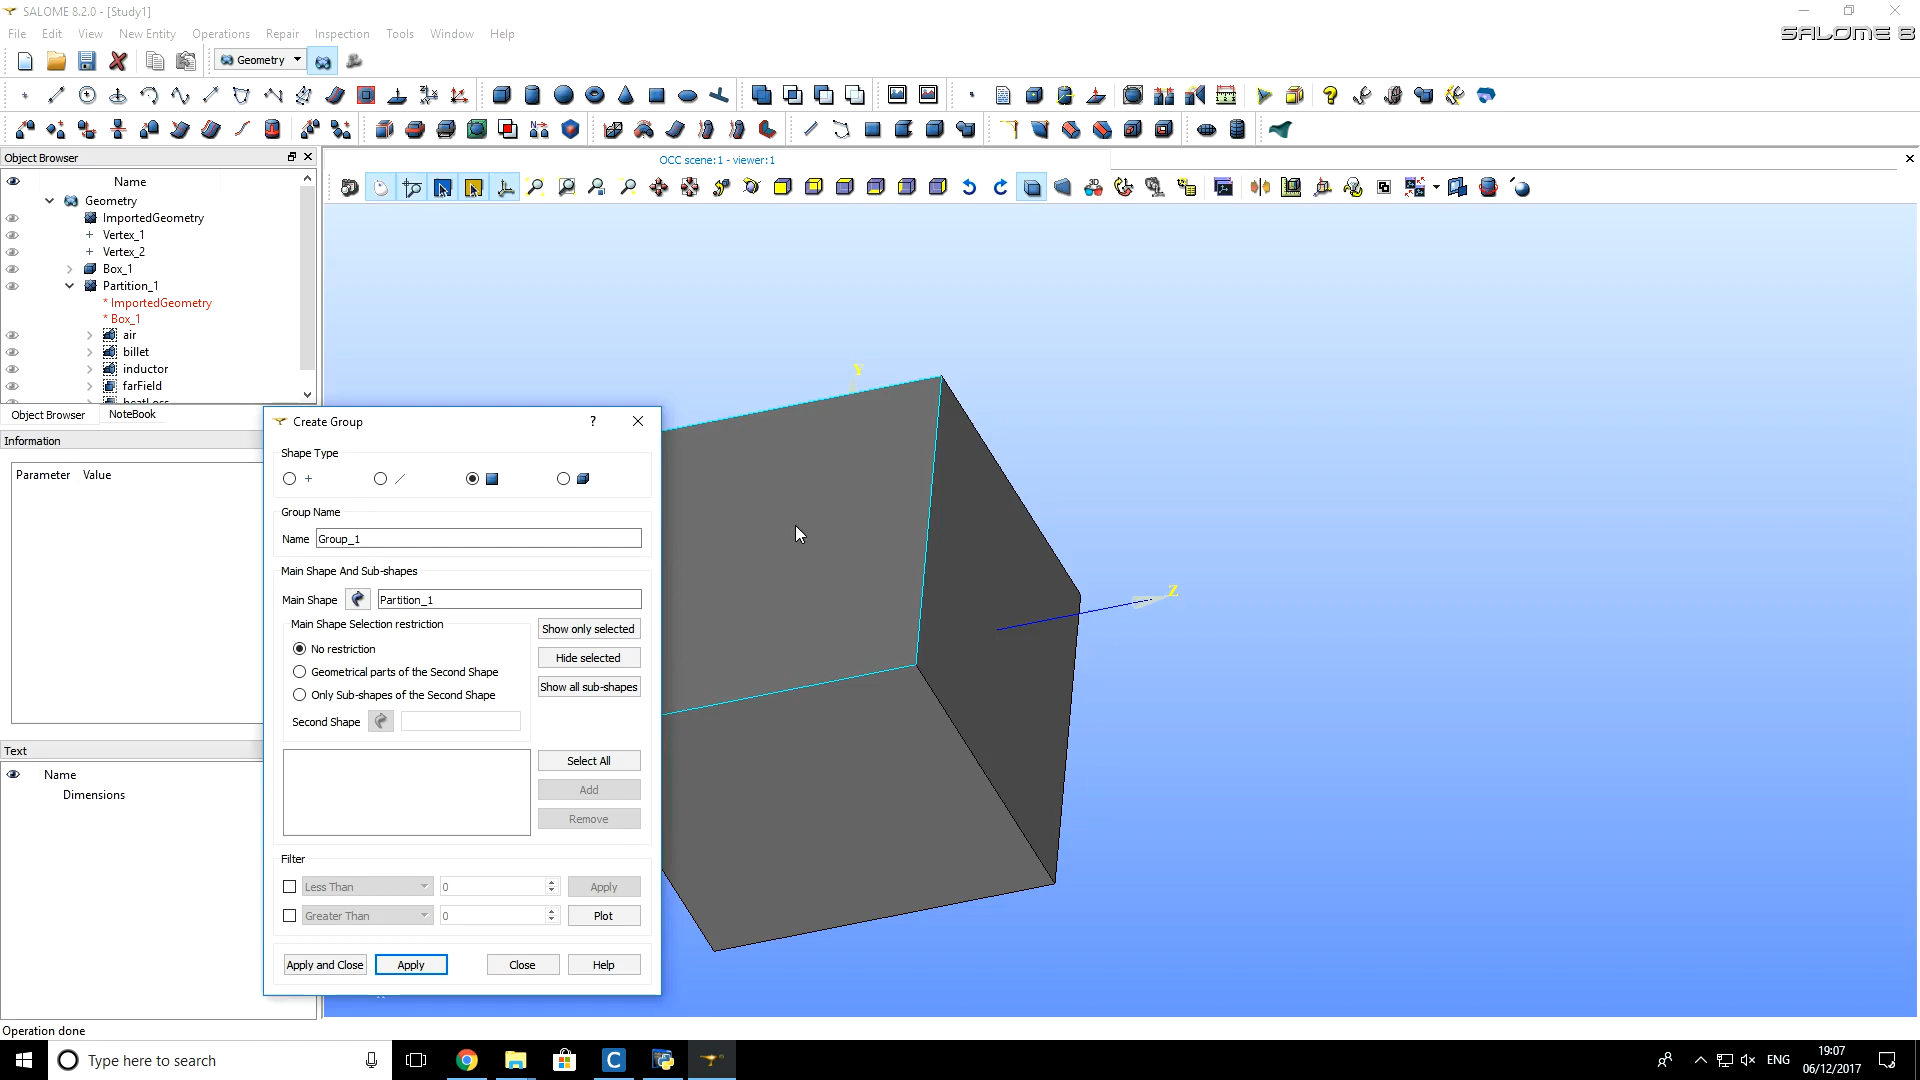 SALOME 8.2.0 - [Study1]
File Edit View New Entity Operations Repair Inspection Tools Window Help
SALOME 8
Geometry
Object Browser
OCC scene:1 - viewer:1
Name
Geometry
ImportedGeometry
Vertex_1
Vertex_2
Box_1
Partition_1
* ImportedGeometry
* Box_1
air
billet
inductor
farField
heatLoss
Object Browser NoteBook
Information
Parameter Value
Text
Name
Dimensions
Create Group
?
Shape Type
Group Name
Name Group_1
Main Shape And Sub-shapes
Main Shape Partition_1
Main Shape Selection restriction
Show only selected
No restriction
Hide selected
Geometrical parts of the Second Shape
Show all sub-shapes
Only Sub-shapes of the Second Shape
Second Shape
Select All
Add
Remove
Filter
Less Than 0 Apply
Greater Than 0 Plot
Apply and Close Apply Close Help
Y
Z
Operation done
Type here to search
ENG
19:07
06/12/2017